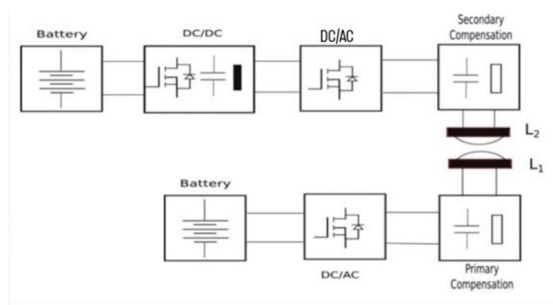 Battery
DC/DC
DC/AC
Secondary
Compensation
L2
L1
Battery
DC/AC
Primary
Compensation